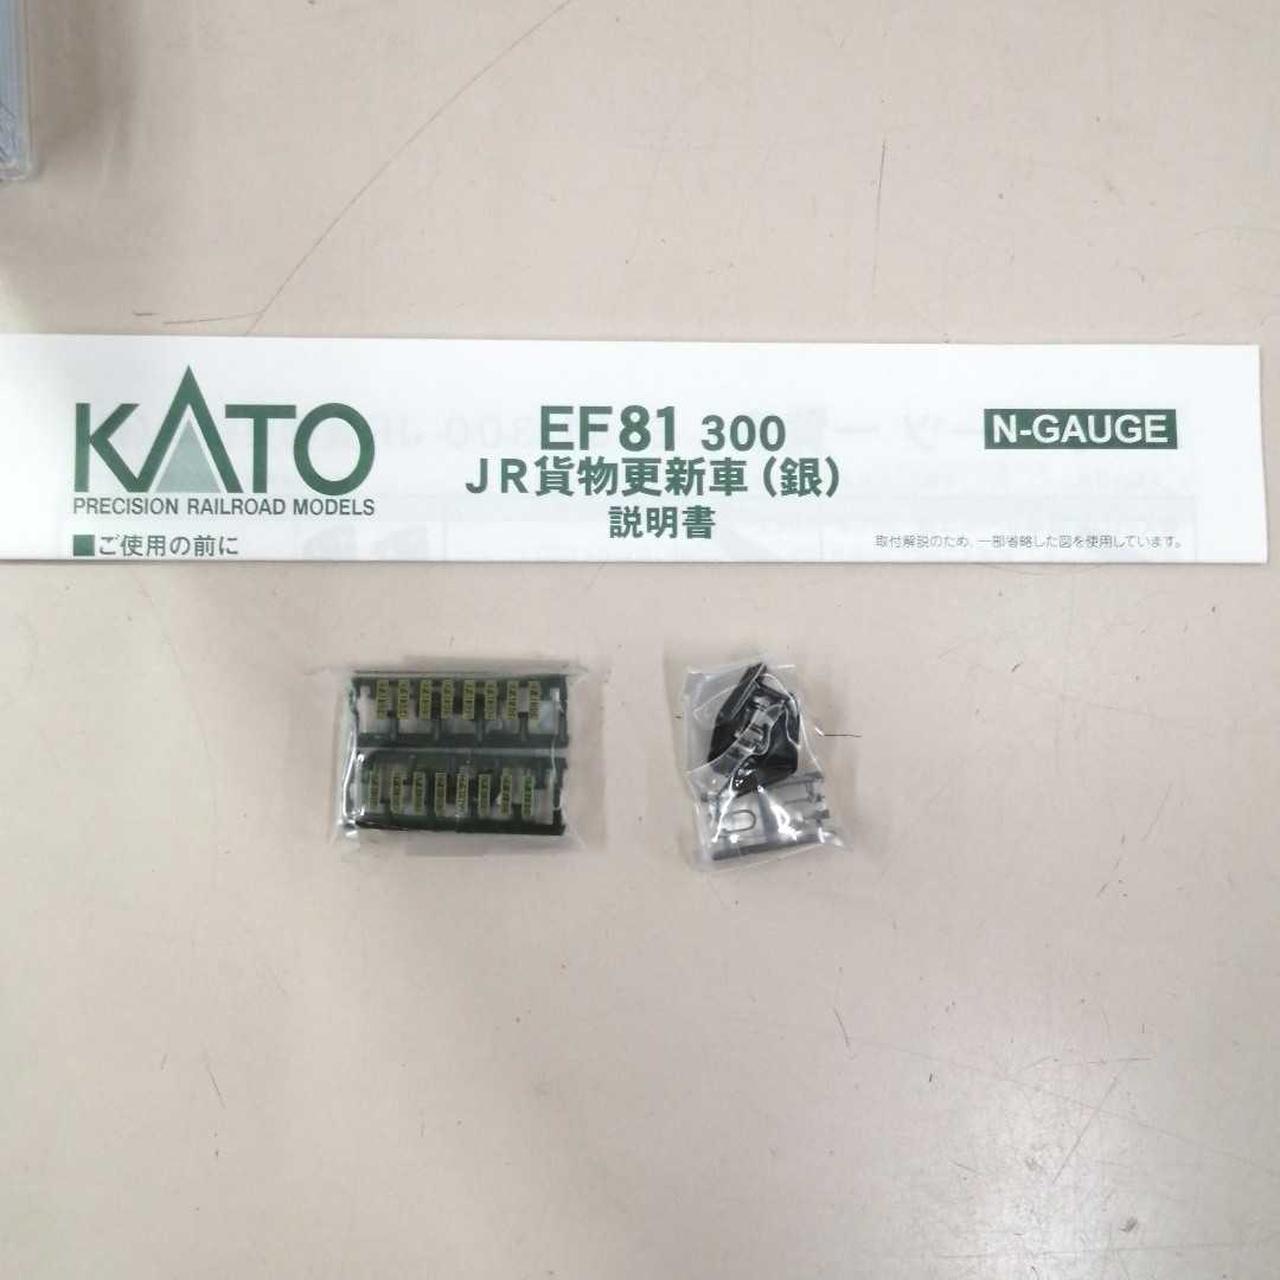 KATO
PRECISION RAILROAD MODELS
EF81 300
JR貨物更新車(銀)
説明書
N-GAUGE
■ご使用の前に
取付解説のため、一部省略した図を使用しています。